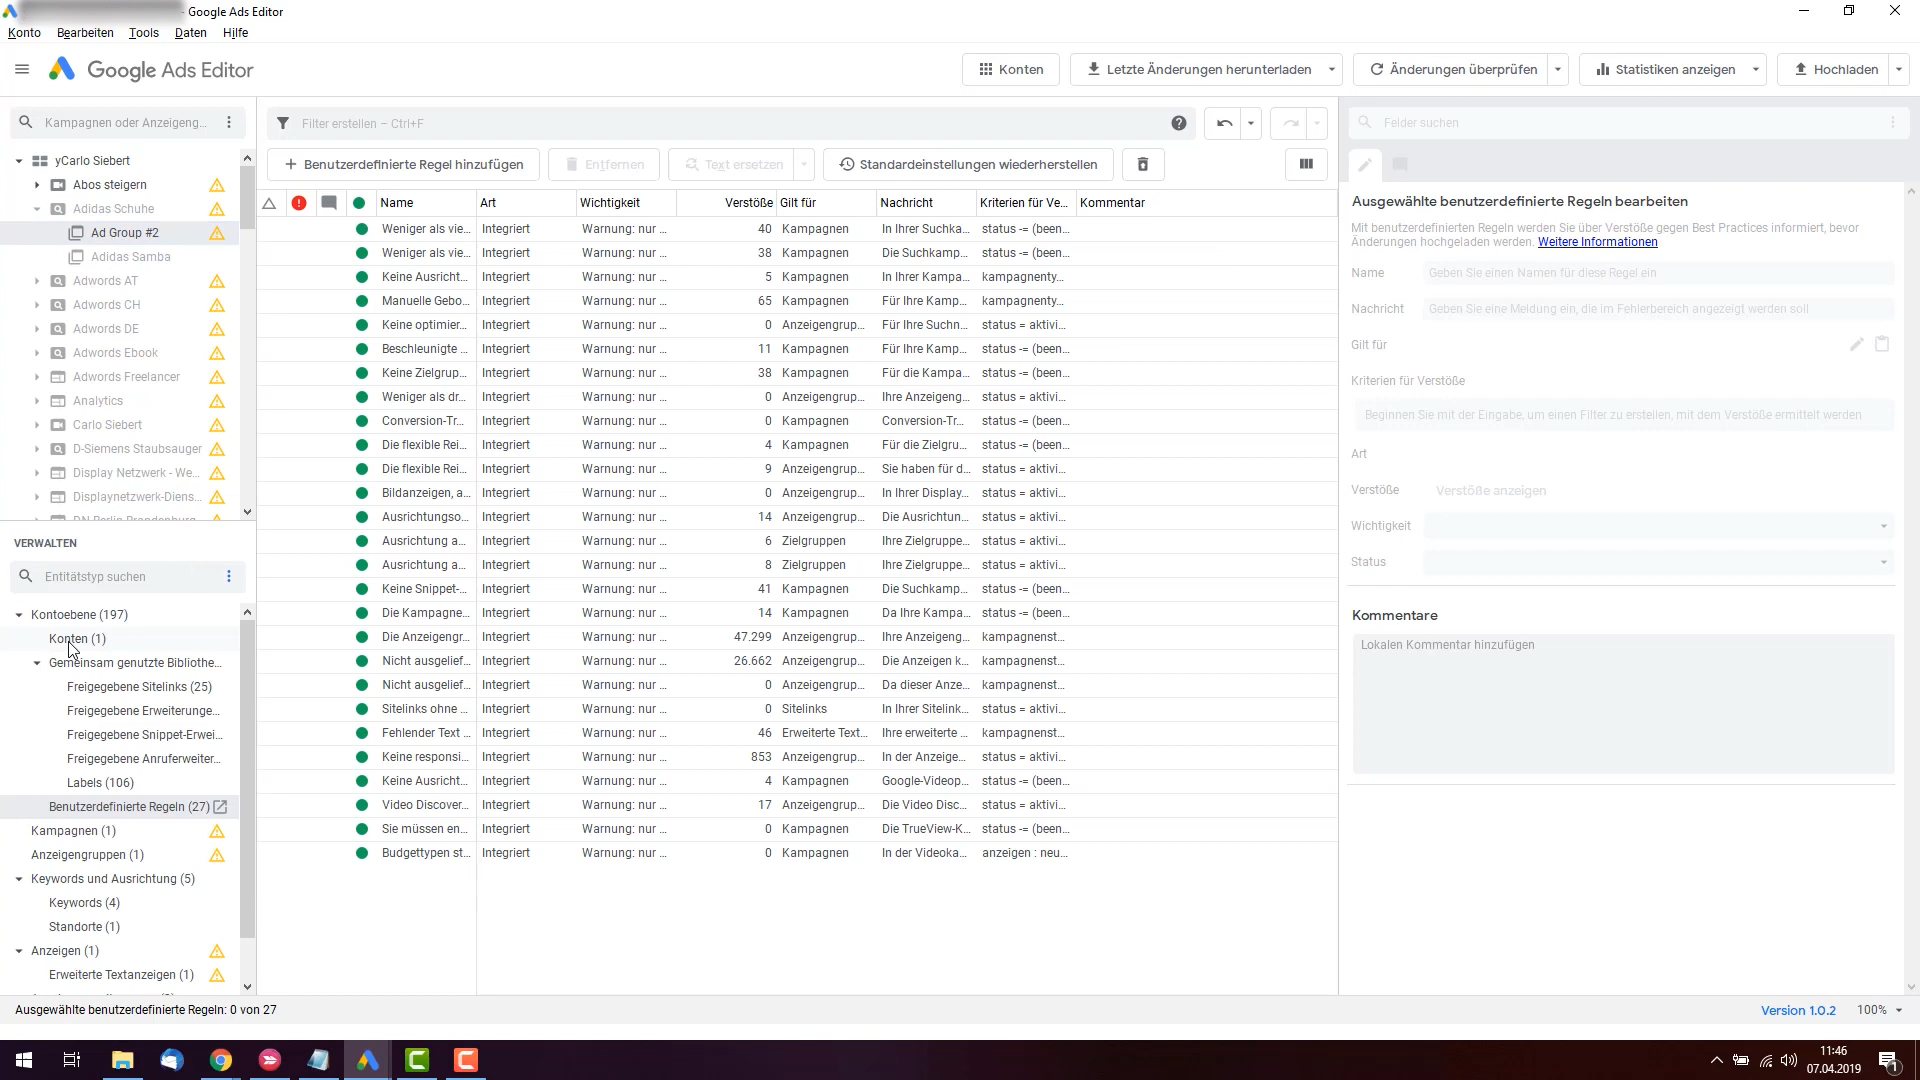 Google Ads Editor
Konto Bearbeiten Tools Daten Hilfe
Google Ads Editor
Konten
Letzte Änderungen herunterladen
Änderungen überprüfen
Statistiken anzeigen
Hochladen
Kampagnen oder Anzeigeng...
yCarlo Siebert
Abos steigern
Adidas Schuhe
Ad Group #2
Adidas Samba
Adwords AT
Adwords CH
Adwords DE
Adwords Ebook
Adwords Freelancer
Analytics
Carlo Siebert
D-Siemens Staubsauger
Display Netzwerk - We...
Displaynetzwerk-Diens...
DN Berlin Brandenburg
VERWALTEN
Entitätstyp suchen
Kontoebene (197)
Konten (1)
Gemeinsam genutzte Bibliothe...
Freigegebene Sitelinks (25)
Freigegebene Erweiterunge...
Freigegebene Snippet-Erwei...
Freigegebene Anruferweiter...
Labels (106)
Benutzerdefinierte Regeln (27)
Kampagnen (1)
Anzeigengruppen (1)
Keywords und Ausrichtung (5)
Keywords (4)
Standorte (1)
Anzeigen (1)
Erweiterte Textanzeigen (1)
Filter erstellen – Ctrl+F
Benutzerdefinierte Regel hinzufügen
Entfernen
Text ersetzen
Standardeinstellungen wiederherstellen
Name Art Wichtigkeit Verstöße Gilt für Nachricht Kriterien für Ve... Kommentar
Weniger als vie... Integriert Warnung: nur ... 40 Kampagnen In Ihrer Suchka... status -= (been...
Weniger als vie... Integriert Warnung: nur ... 38 Kampagnen Die Suchkamp... status -= (been...
Keine Ausricht... Integriert Warnung: nur ... 5 Kampagnen In Ihrer Kampa... kampagnenty...
Manuelle Gebo... Integriert Warnung: nur ... 65 Kampagnen Für Ihre Kamp... kampagnenty...
Keine optimier... Integriert Warnung: nur ... 0 Anzeigengrup... Für Ihre Suchn... status = aktivi...
Beschleunigte ... Integriert Warnung: nur ... 11 Kampagnen Für Ihre Kamp... status -= (been...
Keine Zielgrup... Integriert Warnung: nur ... 38 Kampagnen Für die Kampa... status -= (been...
Weniger als dr... Integriert Warnung: nur ... 0 Anzeigengrup... Ihre Anzeigeng... status = aktivi...
Conversion-Tr... Integriert Warnung: nur ... 0 Kampagnen Conversion-Tr... status -= (been...
Die flexible Rei... Integriert Warnung: nur ... 4 Kampagnen Für die Zielgru... status -= (been...
Die flexible Rei... Integriert Warnung: nur ... 9 Anzeigengrup... Sie haben für d... status = aktivi...
Bildanzeigen, a... Integriert Warnung: nur ... 0 Anzeigengrup... In Ihrer Display... status = aktivi...
Ausrichtungso... Integriert Warnung: nur ... 14 Anzeigengrup... Die Ausrichtun... status = aktivi...
Ausrichtung a... Integriert Warnung: nur ... 6 Zielgruppen Ihre Zielgruppe... status = aktivi...
Ausrichtung a... Integriert Warnung: nur ... 8 Zielgruppen Ihre Zielgruppe... status = aktivi...
Keine Snippet-... Integriert Warnung: nur ... 41 Kampagnen Die Suchkamp... status -= (been...
Die Kampagne... Integriert Warnung: nur ... 14 Kampagnen Da Ihre Kampa... status -= (been...
Die Anzeigengr... Integriert Warnung: nur ... 47.299 Anzeigengrup... Ihre Anzeigeng... kampagnenst...
Nicht ausgelief... Integriert Warnung: nur ... 26.662 Anzeigengrup... Die Anzeigen k... kampagnenst...
Nicht ausgelief... Integriert Warnung: nur ... 0 Anzeigengrup... Da dieser Anze... kampagnenst...
Sitelinks ohne ... Integriert Warnung: nur ... 0 Sitelinks In Ihrer Sitelink... status = aktivi...
Fehlender Text ... Integriert Warnung: nur ... 46 Erweiterte Text... Ihre erweiterte ... kampagnenst...
Keine responsi... Integriert Warnung: nur ... 853 Anzeigengrup... In der Anzeige... status = aktivi...
Keine Ausricht... Integriert Warnung: nur ... 4 Kampagnen Google-Videop... status -= (been...
Video Discover... Integriert Warnung: nur ... 17 Anzeigengrup... Die Video Disc... status = aktivi...
Sie müssen en... Integriert Warnung: nur ... 0 Kampagnen Die TrueView-K... status -= (been...
Budgettypen st... Integriert Warnung: nur ... 0 Kampagnen In der Videoka... anzeigen : neu...
Felder suchen
Ausgewählte benutzerdefinierte Regeln bearbeiten
Mit benutzerdefinierten Regeln werden Sie über Verstöße gegen Best Practices informiert, bevor
Änderungen hochgeladen werden. Weitere Informationen
Name Geben Sie einen Namen für diese Regel ein
Nachricht Geben Sie eine Meldung ein, die im Fehlerbereich angezeigt werden soll
Gilt für
Kriterien für Verstöße
Beginnen Sie mit der Eingabe, um einen Filter zu erstellen, mit dem Verstöße ermittelt werden
Art
Verstöße Verstöße anzeigen
Wichtigkeit
Status
Kommentare
Lokalen Kommentar hinzufügen
Ausgewählte benutzerdefinierte Regeln: 0 von 27
Version 1.0.2 100%
11:46
07.04.2019
1